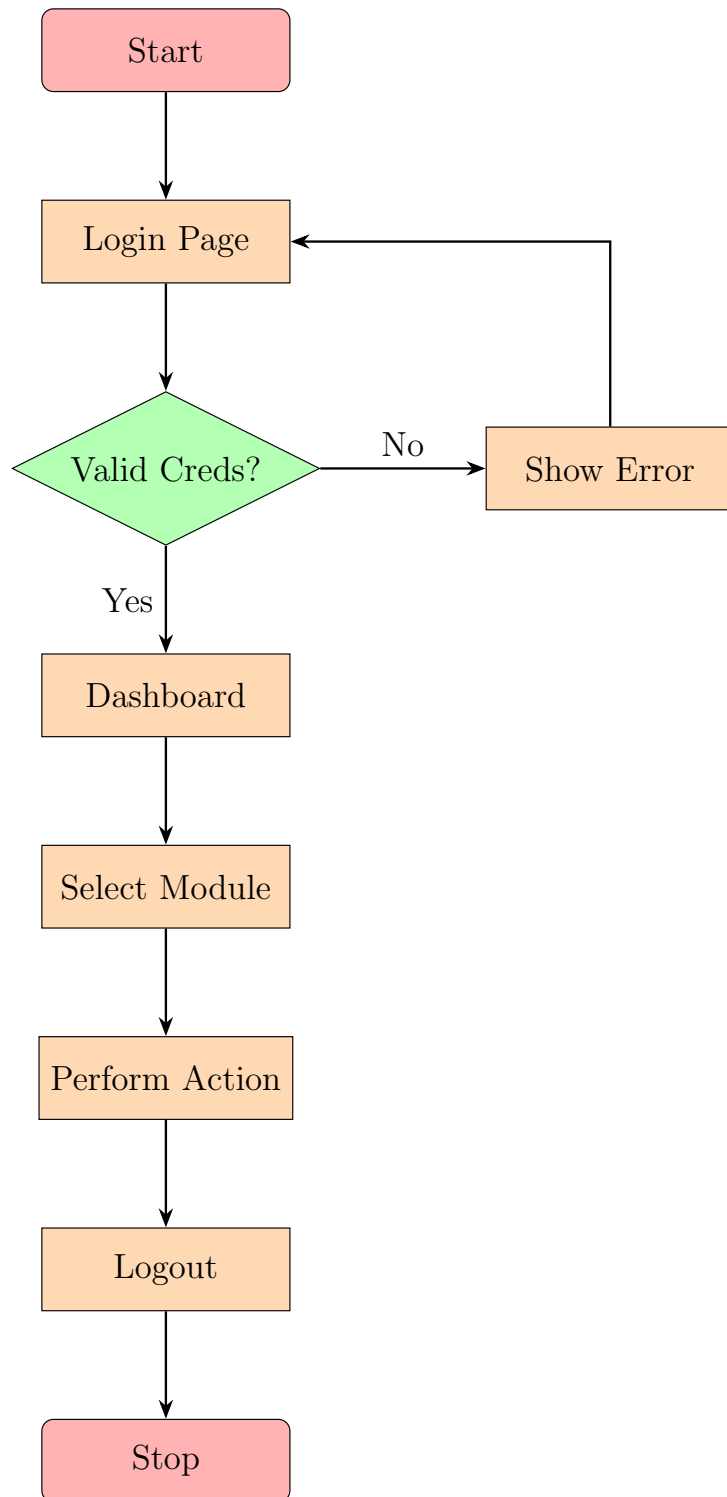 Start
Login Page
Valid Creds?
No
Show Error
Yes
Dashboard
Select Module
Perform Action
Logout
Stop